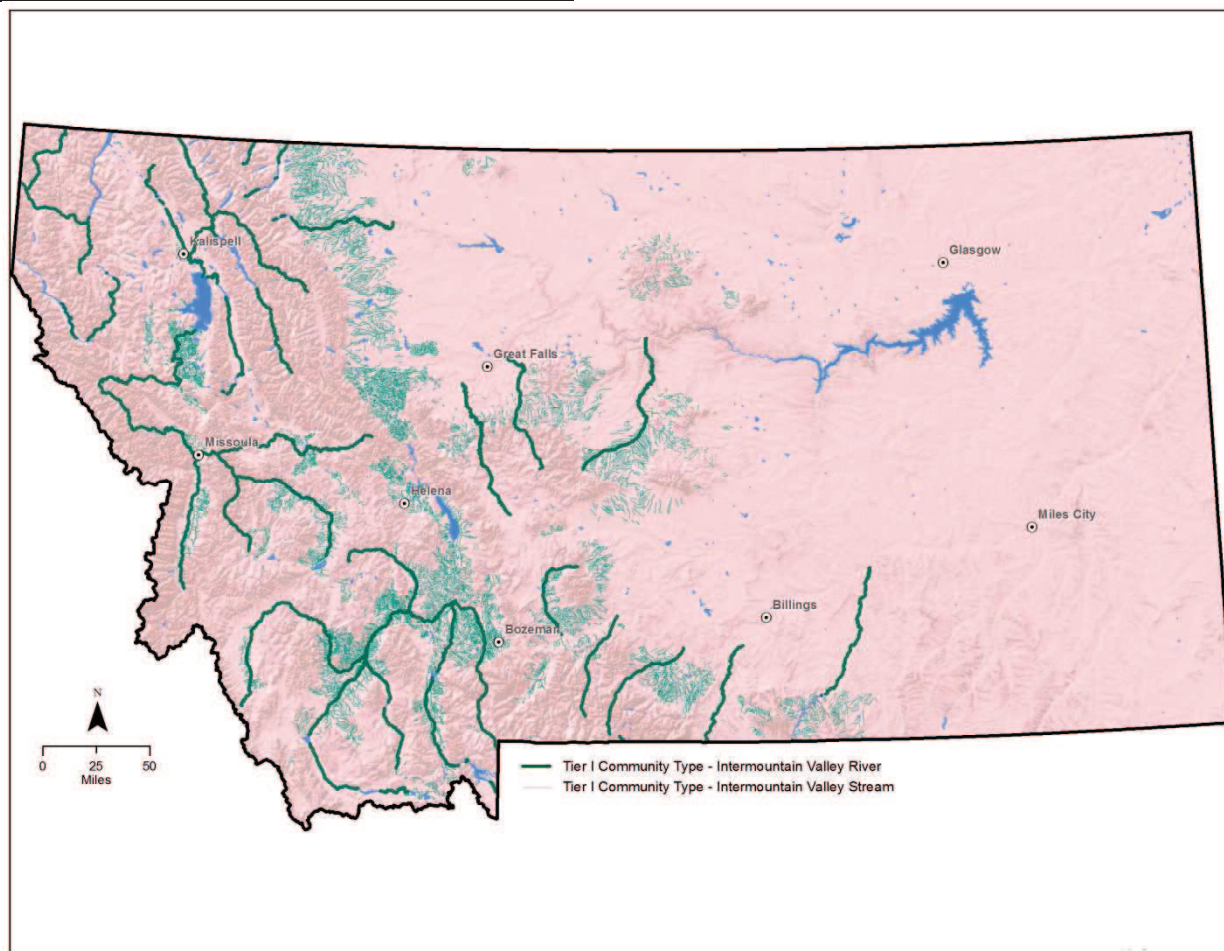 Kalispell
Glasgow
Great Falls
Missoula
Helena
Miles City
Billings
Bozeman
N
0 25 50
Miles
Tier I Community Type - Intermountain Valley River
Tier I Community Type - Intermountain Valley Stream